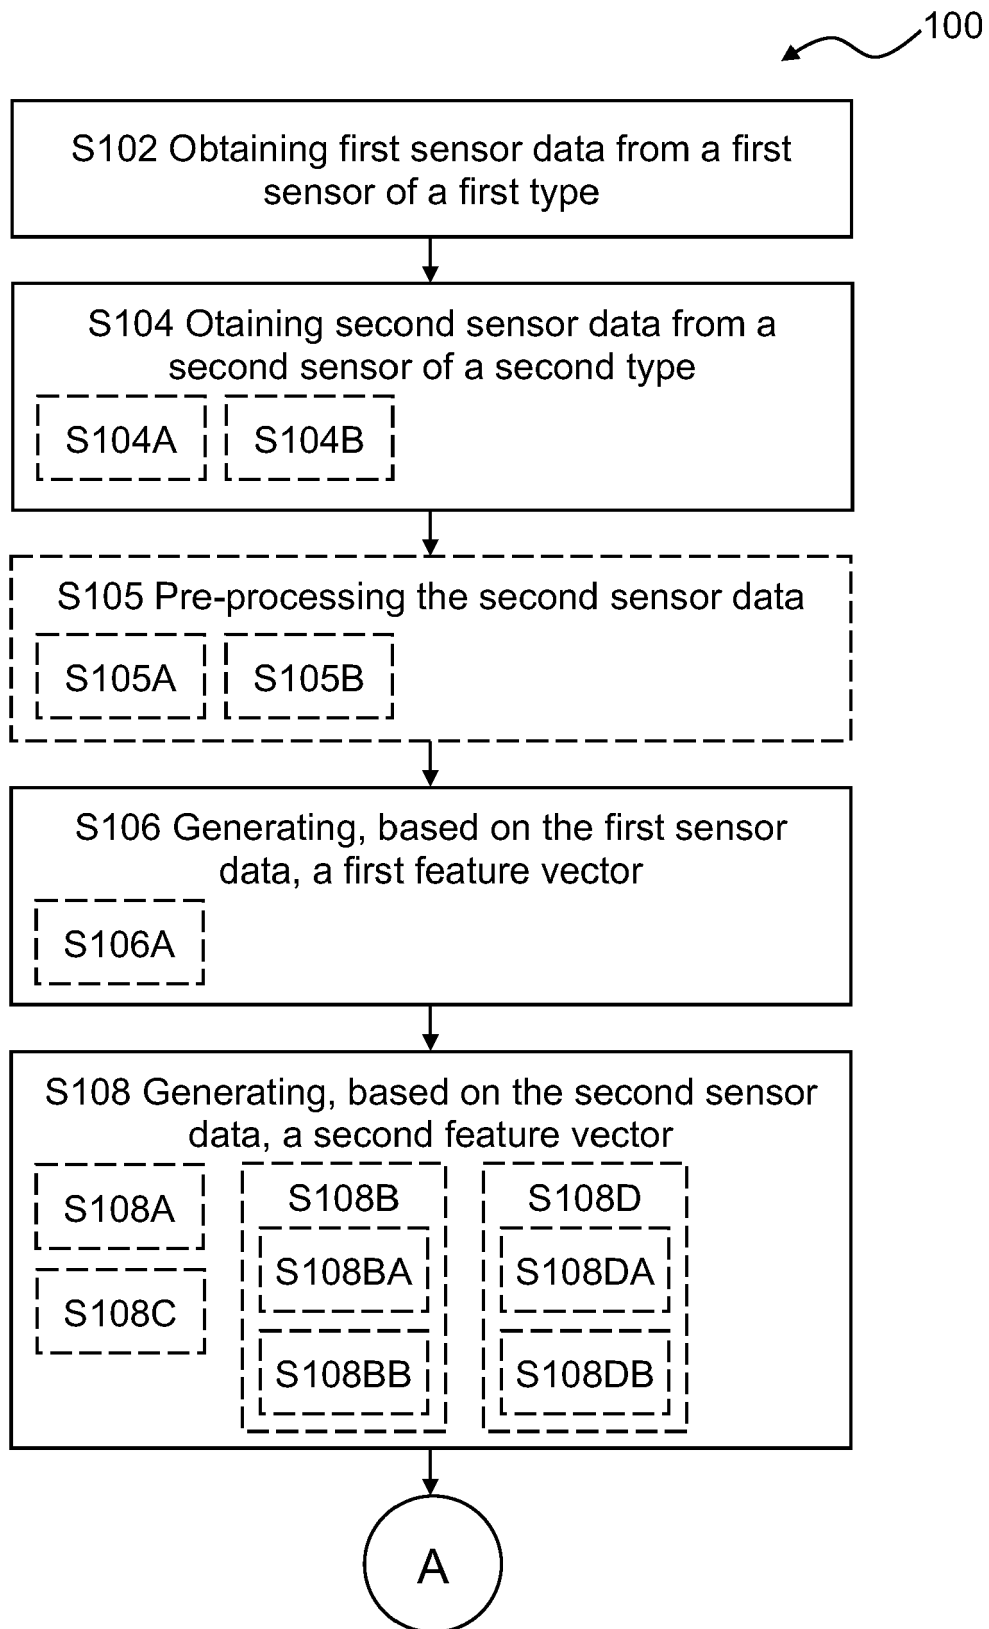 100
S102 Obtaining first sensor data from a first
sensor of a first type
S104 Otaining second sensor data from a
second sensor of a second type
S104A
S104B
S105 Pre-processing the second sensor data
S105A
S105B
S106 Generating, based on the first sensor
data, a first feature vector
S106A
S108 Generating, based on the second sensor
data, a second feature vector
S108A
S108C
S108B
S108BA
S108BB
S108D
S108DA
S108DB
A